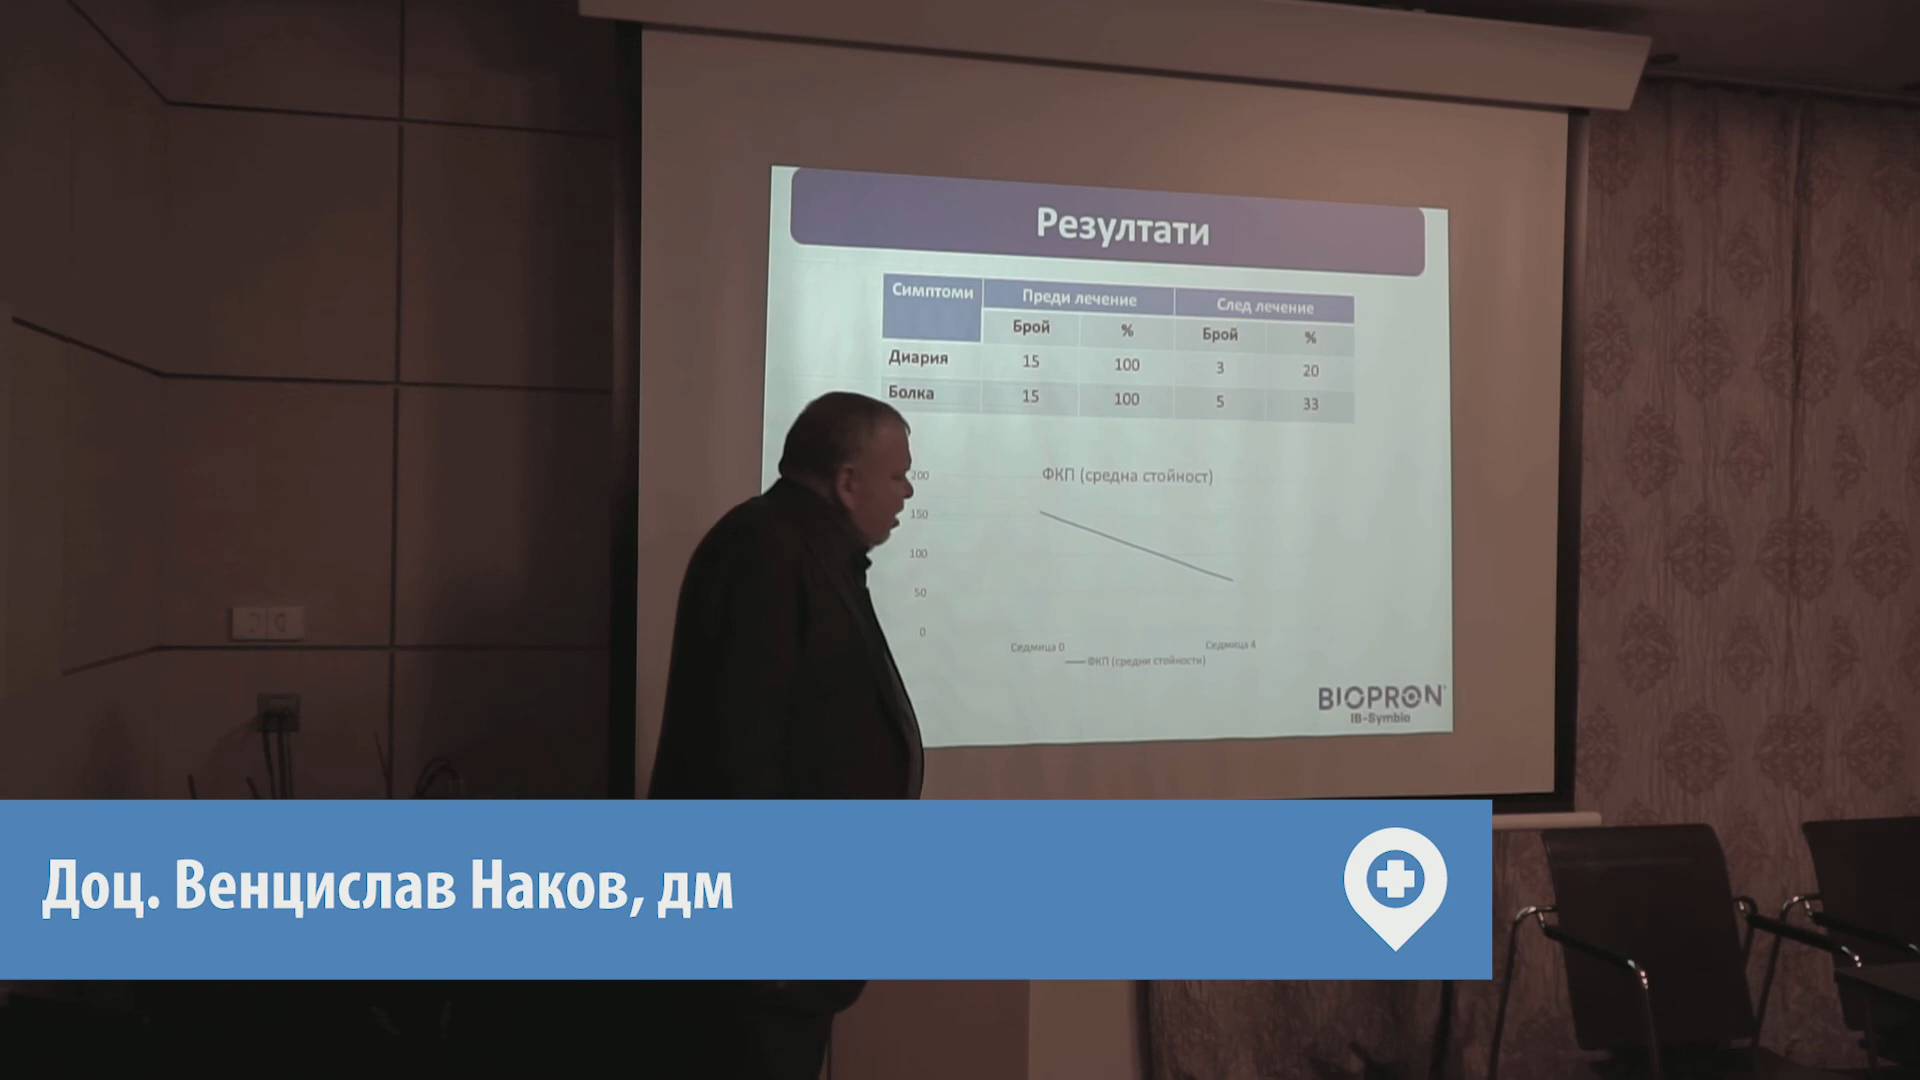 Резултати
Симптоми Преди лечение След лечение
Брой % Брой %
Диария 15 100 3 20
Болка 15 100 5 33
ФКП (средна стойност)
200
150
100
50
0
Седмица 0 Седмица 4
ФКП (средни стойности)
BIOPRON®
IB-Symbio
Доц. Венцислав Наков, дм